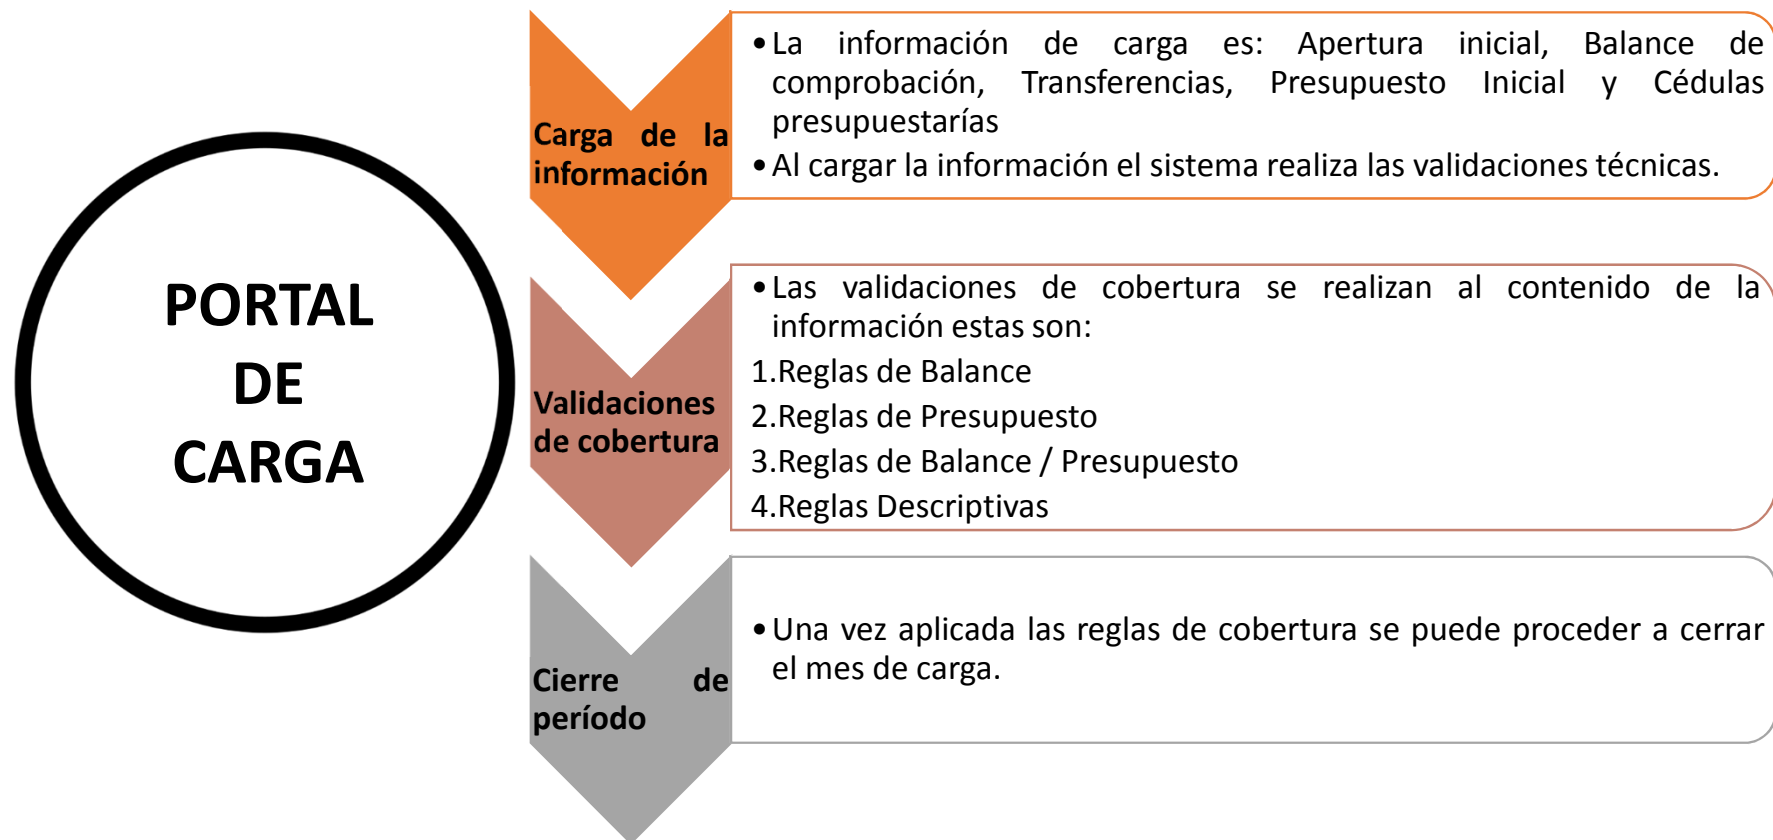 PORTAL
DE
CARGA
Carga de la
información
•La información de carga es: Apertura inicial, Balance de
comprobación, Transferencias, Presupuesto Inicial y Cédulas
presupuestarías
•Al cargar la información el sistema realiza las validaciones técnicas.
Validaciones
de cobertura
•Las validaciones de cobertura se realizan al contenido de la
información estas son:
1.Reglas de Balance
2.Reglas de Presupuesto
3.Reglas de Balance / Presupuesto
4.Reglas Descriptivas
Cierre de
período
•Una vez aplicada las reglas de cobertura se puede proceder a cerrar
el mes de carga.